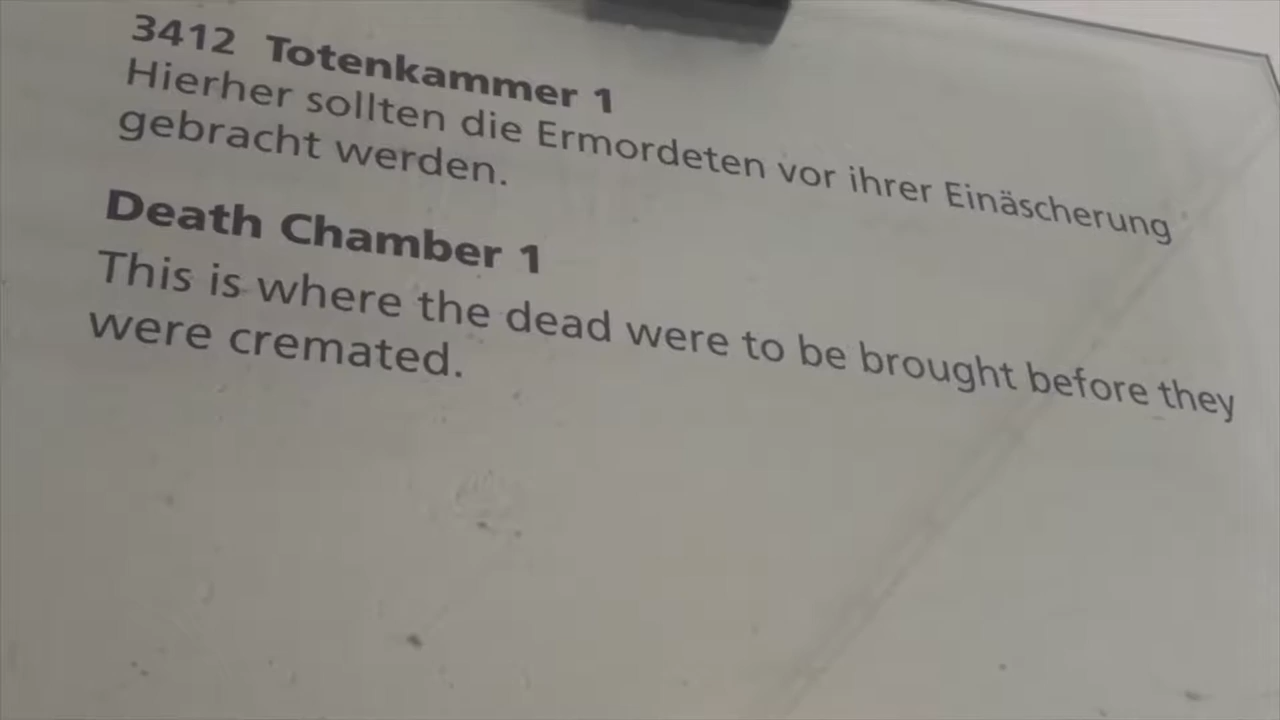 3412 Totenkammer 1
Hierher sollten die Ermordeten vor ihrer Einäscherung
gebracht werden.
Death Chamber 1
This is where the dead were to be brought before they
were cremated.